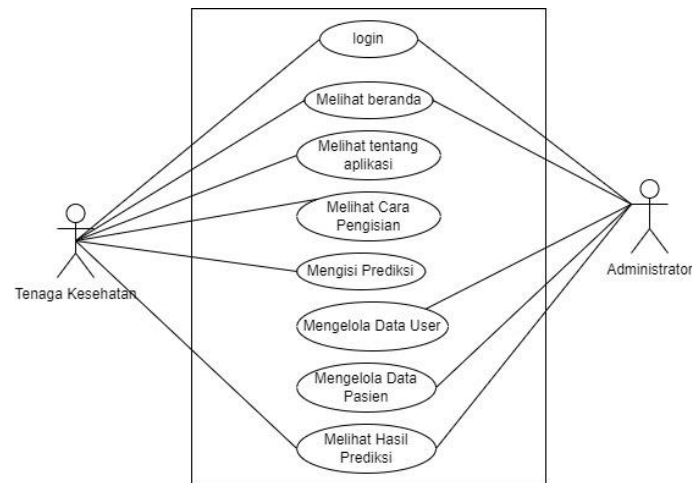 login
Melihat beranda
Melihat tentang
aplikasi
Melihat Cara
Pengisian
Mengisi Prediksi
Tenaga Kesehatan
Administrator
Mengelola Data User
Mengelola Data
Pasien
Melihat Hasil
Prediksi